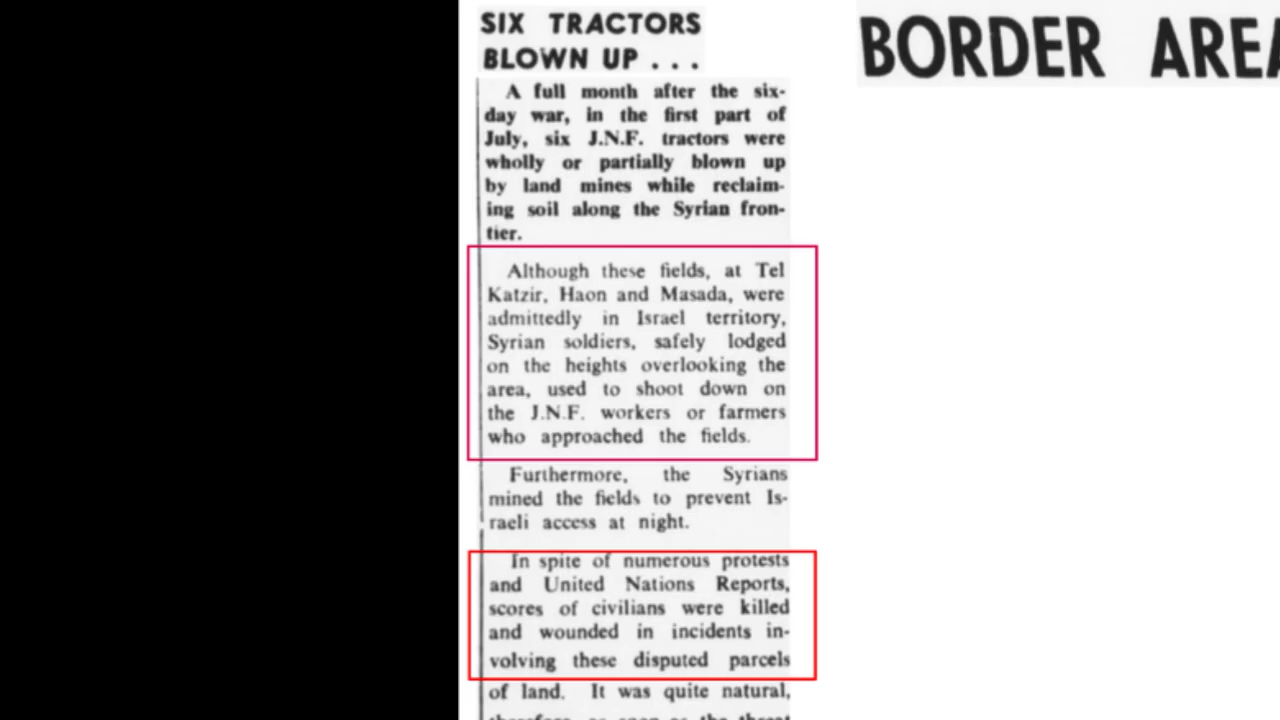 SIX TRACTORS
BLOWN UP . . .
A full month after the six-
day war, in the first part of
July, six J.N.F. tractors were
wholly or partially blown up
by land mines while reclaim-
ing soil along the Syrian fron-
tier.
Although these fields, at Tel
Katzir, Haon and Masada, were
admittedly in Israel territory,
Syrian soldiers, safely lodged
on the heights overlooking the
area, used to shoot down on
the J.N.F. workers or farmers
who approached the fields.
Furthermore, the Syrians
mined the fields to prevent Is-
raeli access at night.
In spite of numerous protests
and United Nations Reports,
scores of civilians were killed
and wounded in incidents in-
volving these disputed parcels
of land. It was quite natural,
therefore, as soon as the threat
BORDER AREA